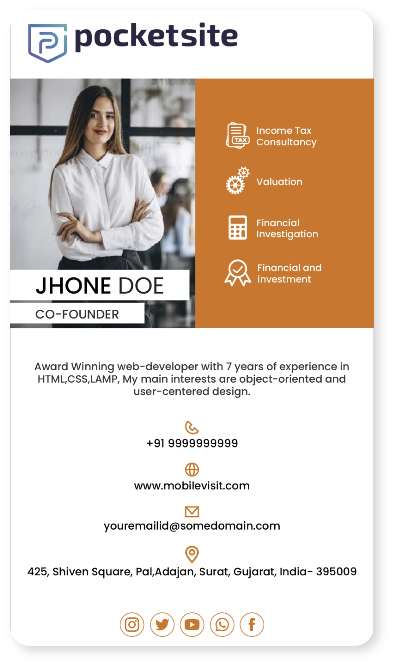 pocketsite
TAX
Income Tax
Consultancy
Valuation
Financial
Investigation
Financial and
investment
JHONE DOE
CO-FOUNDER
Award Winning web-developer with 7 years of experience in
HTML,CSS,LAMP, My main interests are object-oriented and
user-centered design.
+91 9999999999
www.mobilevisit.com
youremailid@somedomain.com
425, Shiven Square, Pal,Adajan, Surat, Gujarat, India- 395009